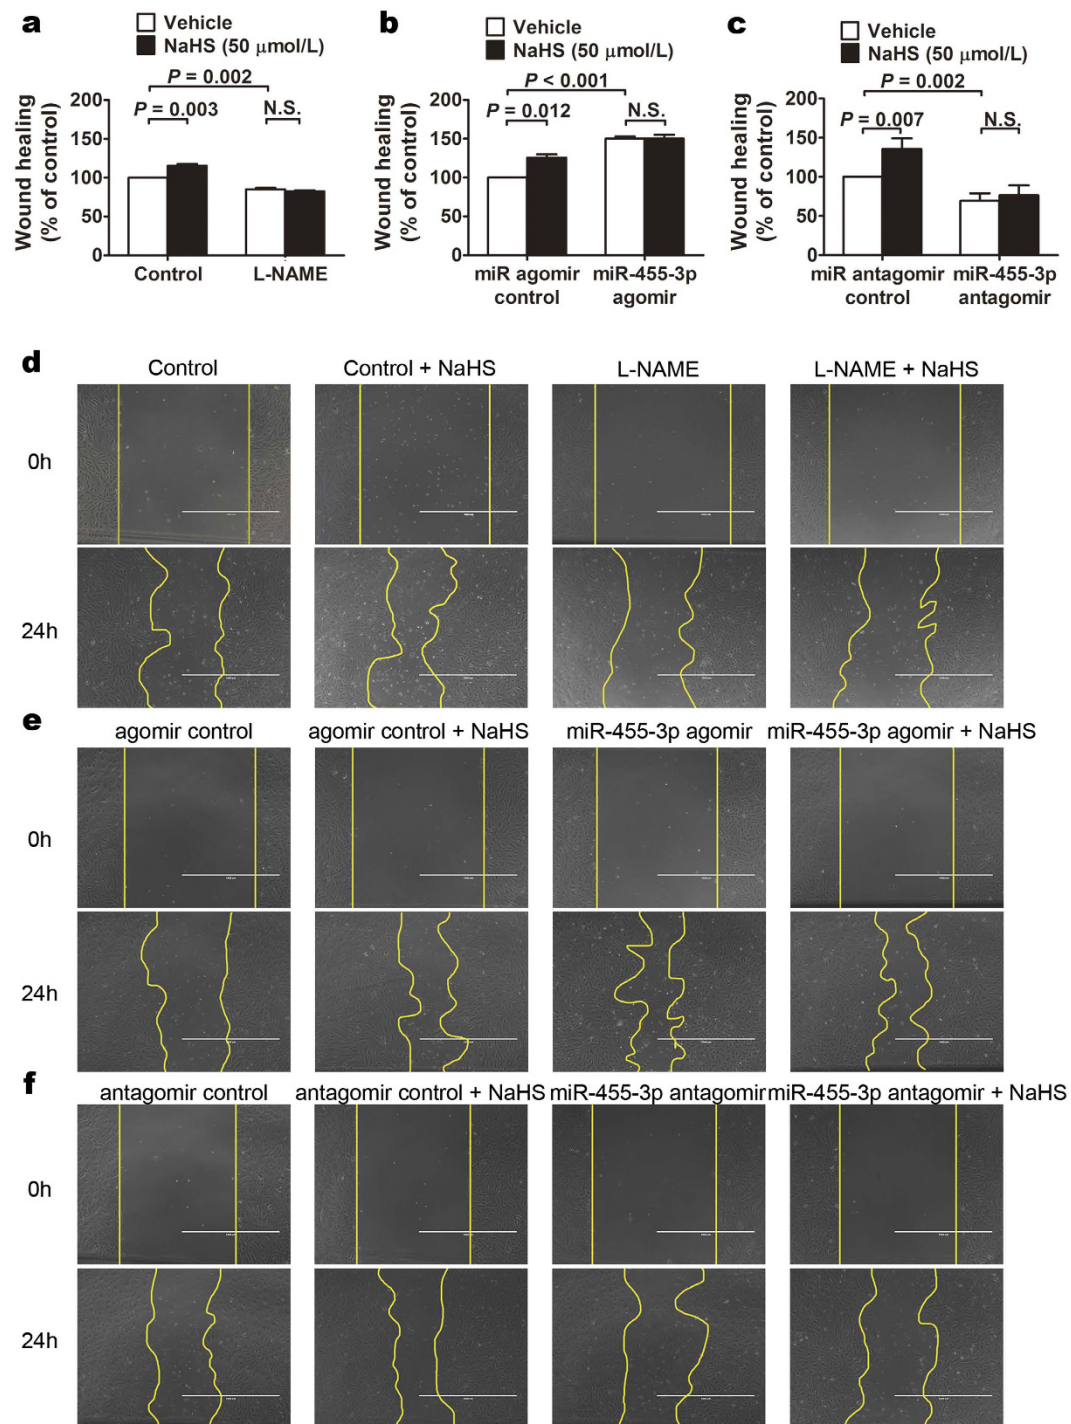 a
Vehicle
NaHS (50 μmol/L)
P = 0.002
P = 0.003
N.S.
Wound healing
(% of control)
200
150
100
50
0
Control
L-NAME
b
Vehicle
NaHS (50 μmol/L)
P < 0.001
P = 0.012
N.S.
Wound healing
(% of control)
200
150
100
50
0
miR agomir
control
miR-455-3p
agomir
c
Vehicle
NaHS (50 μmol/L)
P = 0.002
P = 0.007
N.S.
Wound healing
(% of control)
200
150
100
50
0
miR antagomir
control
miR-455-3p
antagomir
d
Control
Control + NaHS
L-NAME
L-NAME + NaHS
0h
24h
e
agomir control
agomir control + NaHS
miR-455-3p agomir
miR-455-3p agomir + NaHS
0h
24h
f
antagomir control
antagomir control + NaHS
miR-455-3p antagomir
miR-455-3p antagomir + NaHS
0h
24h